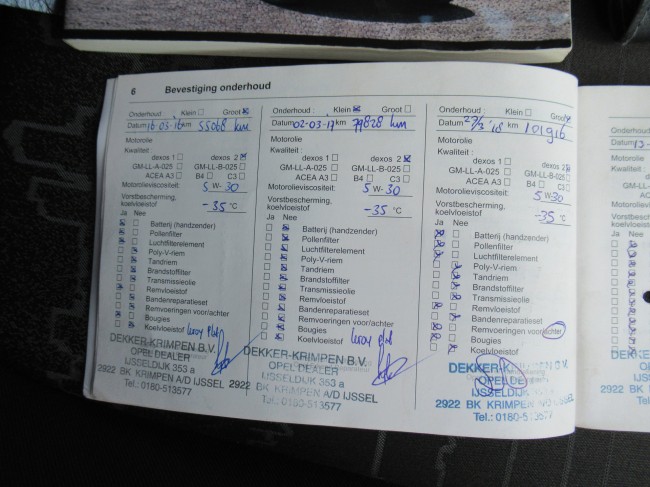 6 Bevestiging onderhoud
Onderhoud : Klein Groot
Datum 16-03-16 km 55068 km
Motorolie
Kwaliteit :
dexos 1 dexos 2
GM-LL-A-025 GM-LL-B-025
ACEA A3 B4 C3
Motorolieviscositeit: 5 W-30
Vorstbescherming,
koelvloeistof -35 °C
Ja Nee
Batterij (handzender)
Pollenfilter
Luchtfilterelement
Poly-V-riem
Tandriem
Brandstoffilter
Transmissieolie
Remvloeistof
Bandenreparatieset
Remvoeringen voor/achter
Bougies
Koelvloeistof
DEKKER-KRIMPEN B.V.
OPEL DEALER
IJSSELDIJK 353 a
2922 BK KRIMPEN A/D IJSSEL
Tel.: 0180-513577
Onderhoud : Klein Groot
Datum 02-03-17 km 79828 km
Motorolie
Kwaliteit :
dexos 1 dexos 2
GM-LL-A-025 GM-LL-B-025
ACEA A3 B4 C3
Motorolieviscositeit: 5 W-30
Vorstbescherming,
koelvloeistof -35 °C
Ja Nee
Batterij (handzender)
Pollenfilter
Luchtfilterelement
Poly-V-riem
Tandriem
Brandstoffilter
Transmissieolie
Remvloeistof
Bandenreparatieset
Remvoeringen voor/achter
Bougies
Koelvloeistof
DEKKER-KRIMPEN B.V.
OPEL DEALER
IJSSELDIJK 353 a
2922 BK KRIMPEN A/D IJSSEL
Tel.: 0180-513577
Onderhoud : Klein Groot
Datum 27/3 '18 km 101916
Motorolie
Kwaliteit :
dexos 1 dexos 2
GM-LL-A-025 GM-LL-B-025
ACEA A3 B4 C3
Motorolieviscositeit: 5 W-30
Vorstbescherming,
koelvloeistof -35 °C
Ja Nee
Batterij (handzender)
Pollenfilter
Luchtfilterelement
Poly-V-riem
Tandriem
Brandstoffilter
Transmissieolie
Remvloeistof
Bandenreparatieset
Remvoeringen voor/achter
Bougies
Koelvloeistof
DEKKER-KRIMPEN B.V.
OPEL DE
IJSSELDIJK
2922 BK KRIMPEN A/D IJSSEL
Tel.: 0180-513577